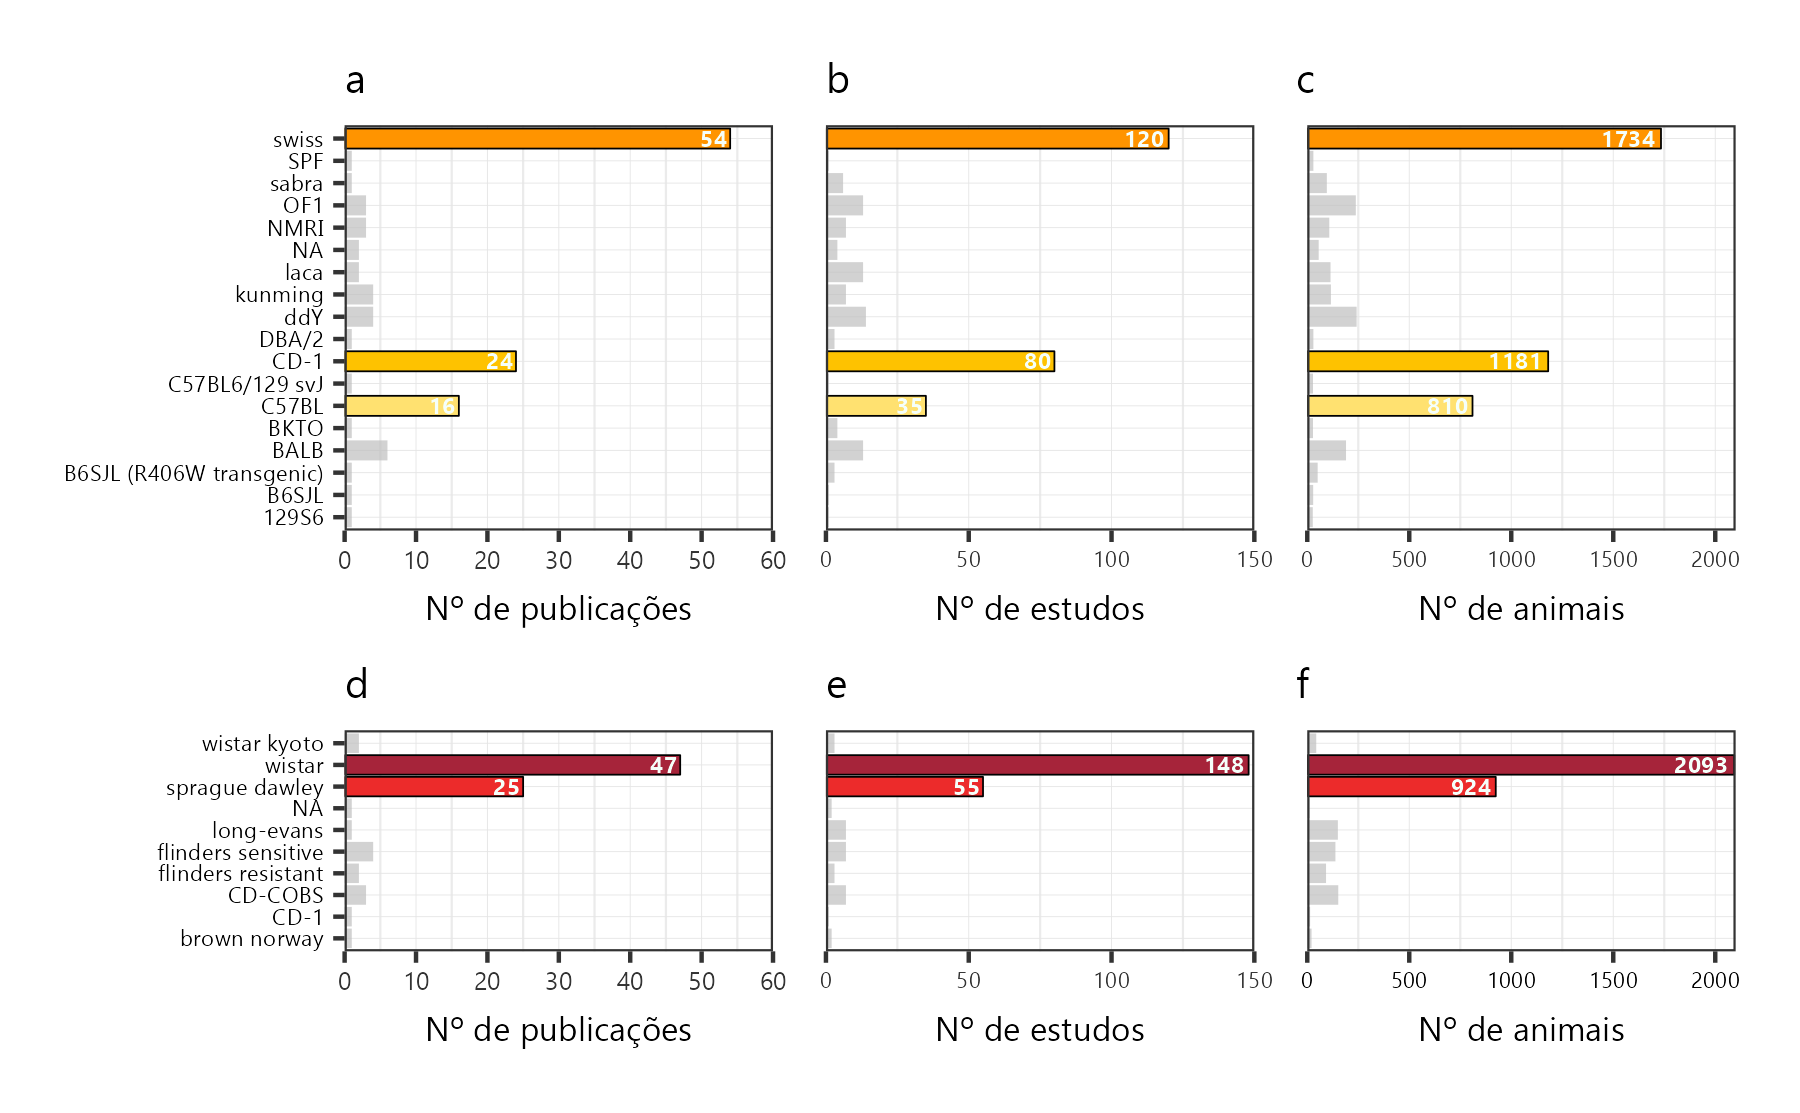 a b c
swiss 54 120 1734
SPF
sabra
OF1
NMRI
NA
laca
kunming
ddY
DBA/2
CD-1 24 80 1181
C57BL6/129 svJ
C57BL 16 35 810
BKTO
BALB
B6SJL (R406W transgenic)
B6SJL
129S6
0 10 20 30 40 50 60 0 50 100 150 0 500 1000 1500 2000
Nº de publicações Nº de estudos Nº de animais
d e f
wistar kyoto
wistar 47 148 2093
sprague dawley 25 55 924
NA
long-evans
flinders sensitive
flinders resistant
CD-COBS
CD-1
brown norway
0 10 20 30 40 50 60 0 50 100 150 0 500 1000 1500 2000
Nº de publicações Nº de estudos Nº de animais